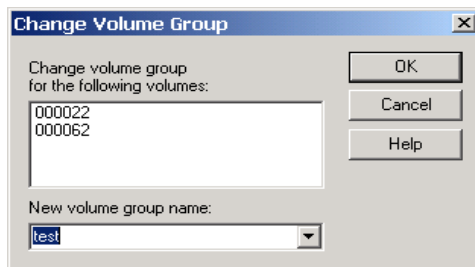 Change Volume Group
Change volume group
for the following volumes:
000022
000062
New volume group name:
test
OK
Cancel
Help